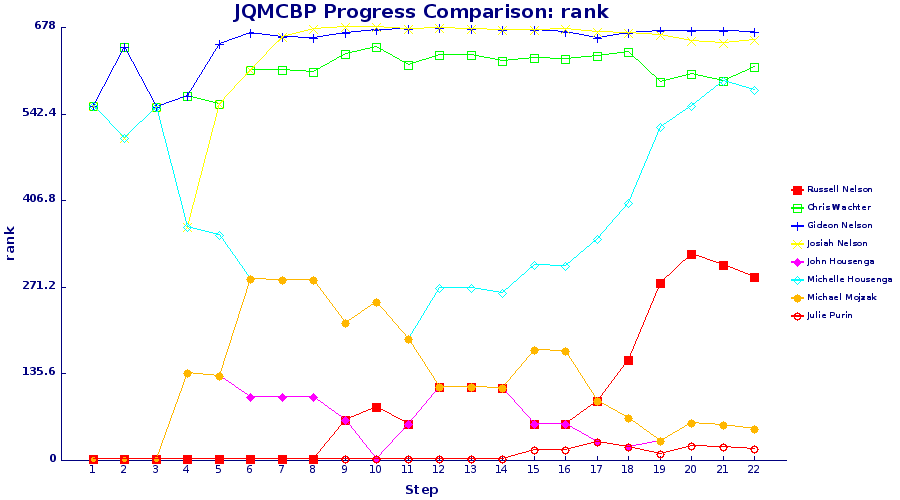 JQMCBP Progress Comparison: rank
678
542.4
406.8
271.2
135.6
0
rank
1 2 3 4 5 6 7 8 9 10 11 12 13 14 15 16 17 18 19 20 21 22
Step
Russell Nelson
Chris Wachter
Gideon Nelson
Josiah Nelson
John Housenga
Michelle Housenga
Michael Mojzak
Julie Purin